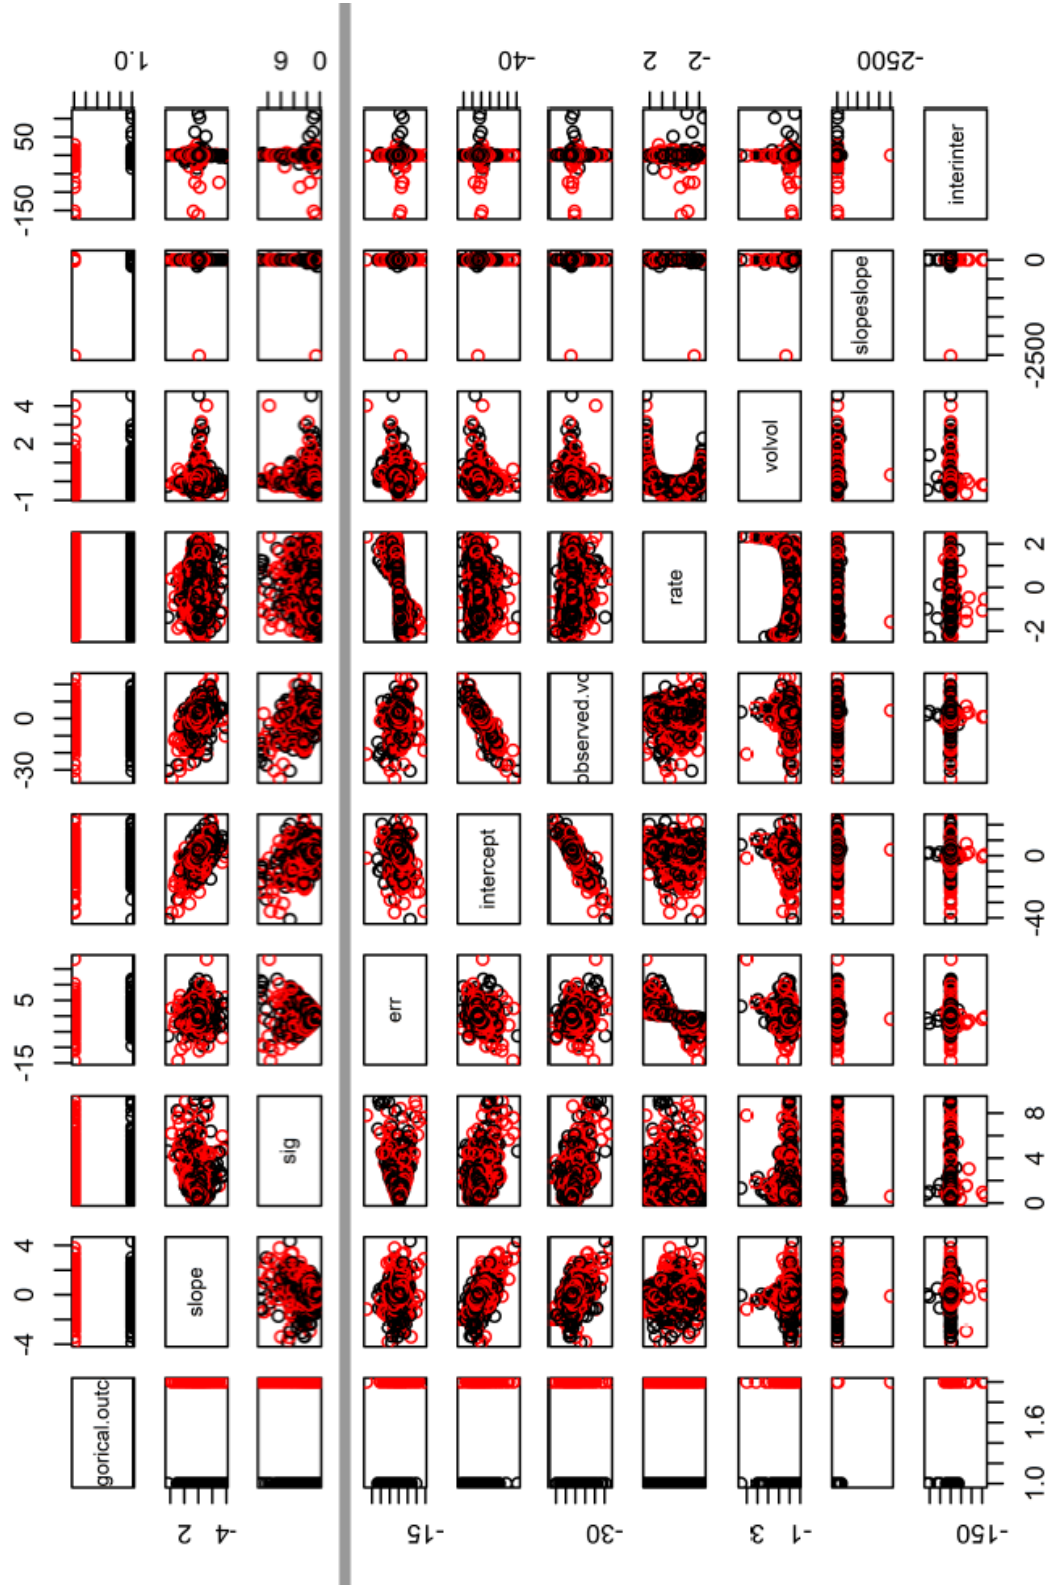 -4 0 4 -15 5 -30 0 -1 2 4 -150 50
gorical.outc
1.0
-4 2
slope
sig
0 6
-15
err
intercept
-40
-30
observed.vc
rate
-2 2
-1 3
volvol
slopeslope
-2500
-150
interinter
1.0 1.6 0 4 8 -40 0 -2 0 2 -2500 0